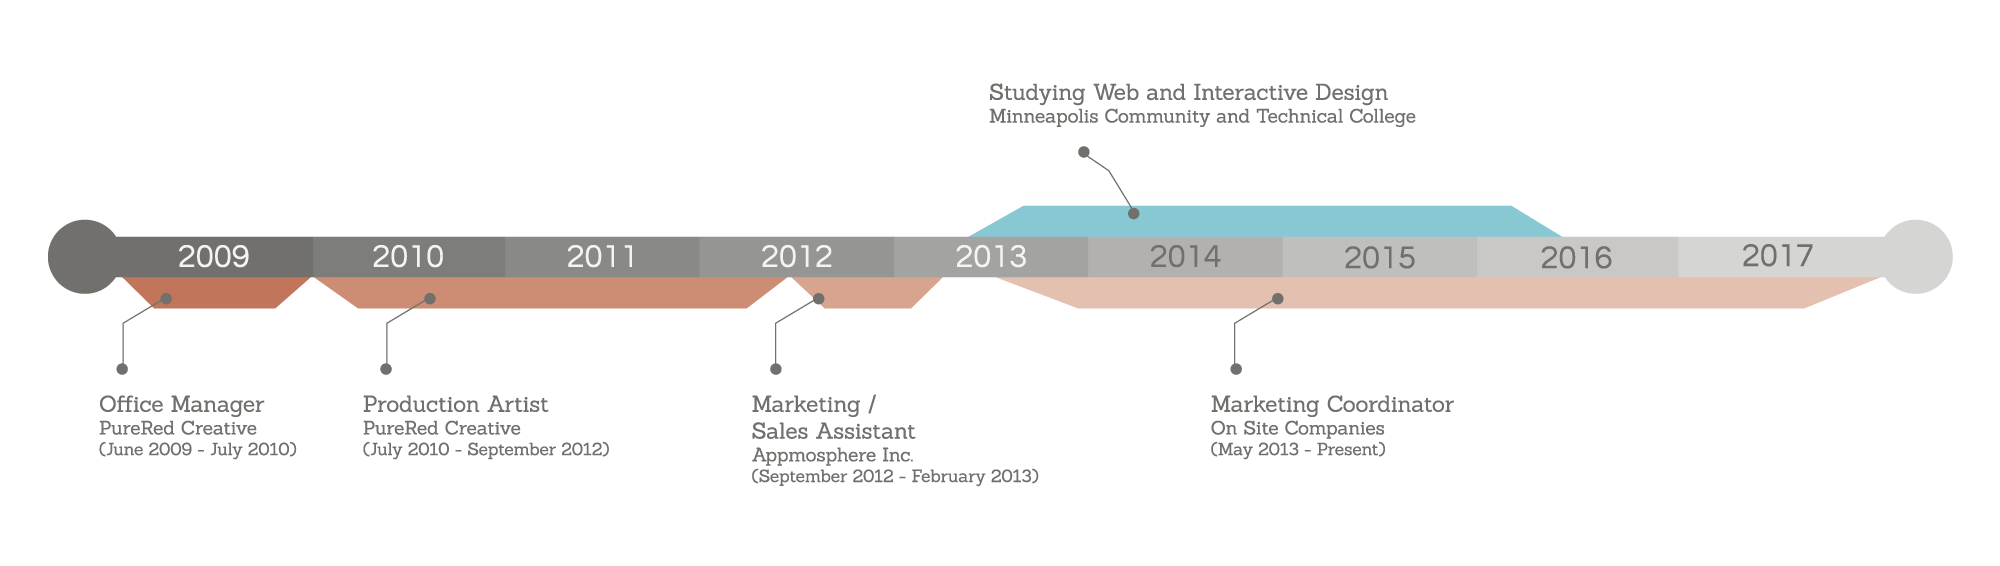 Studying Web and Interactive Design
Minneapolis Community and Technical College
2009 2010 2011 2012 2013 2014 2015 2016 2017
Office Manager
PureRed Creative
(June 2009 - July 2010)
Production Artist
PureRed Creative
(July 2010 - September 2012)
Marketing /
Sales Assistant
Appmosphere Inc.
(September 2012 - February 2013)
Marketing Coordinator
On Site Companies
(May 2013 - Present)